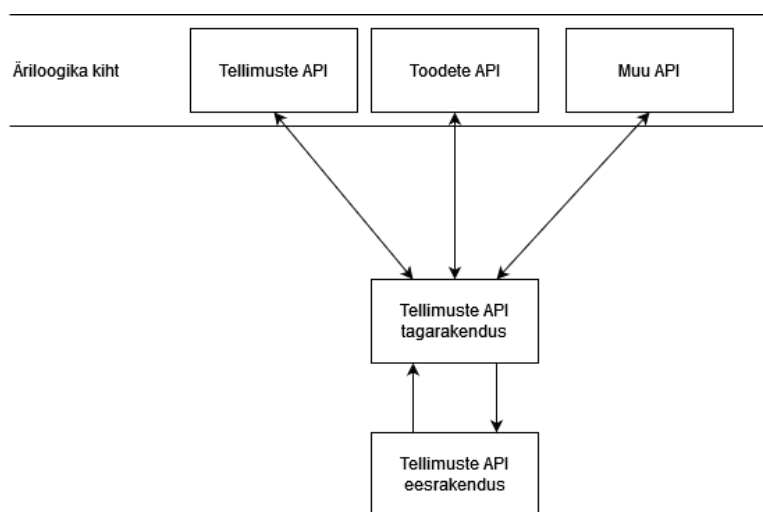 Äriloogika kiht
Tellimuste API
Toodete API
Muu API
Tellimuste API
tagarakendus
Tellimuste API
eesrakendus